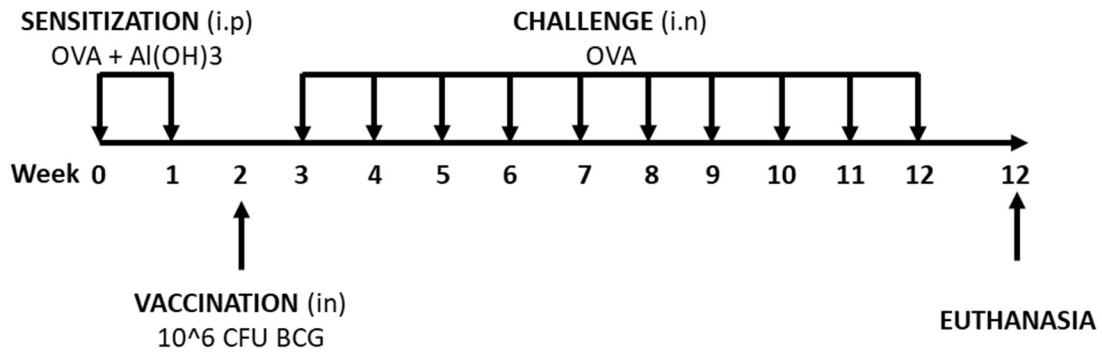 SENSITIZATION (i.p)
OVA + Al(OH)3
CHALLENGE (i.n)
OVA
Week 0 1 2 3 4 5 6 7 8 9 10 11 12 12
VACCINATION (in)
10^6 CFU BCG
EUTHANASIA